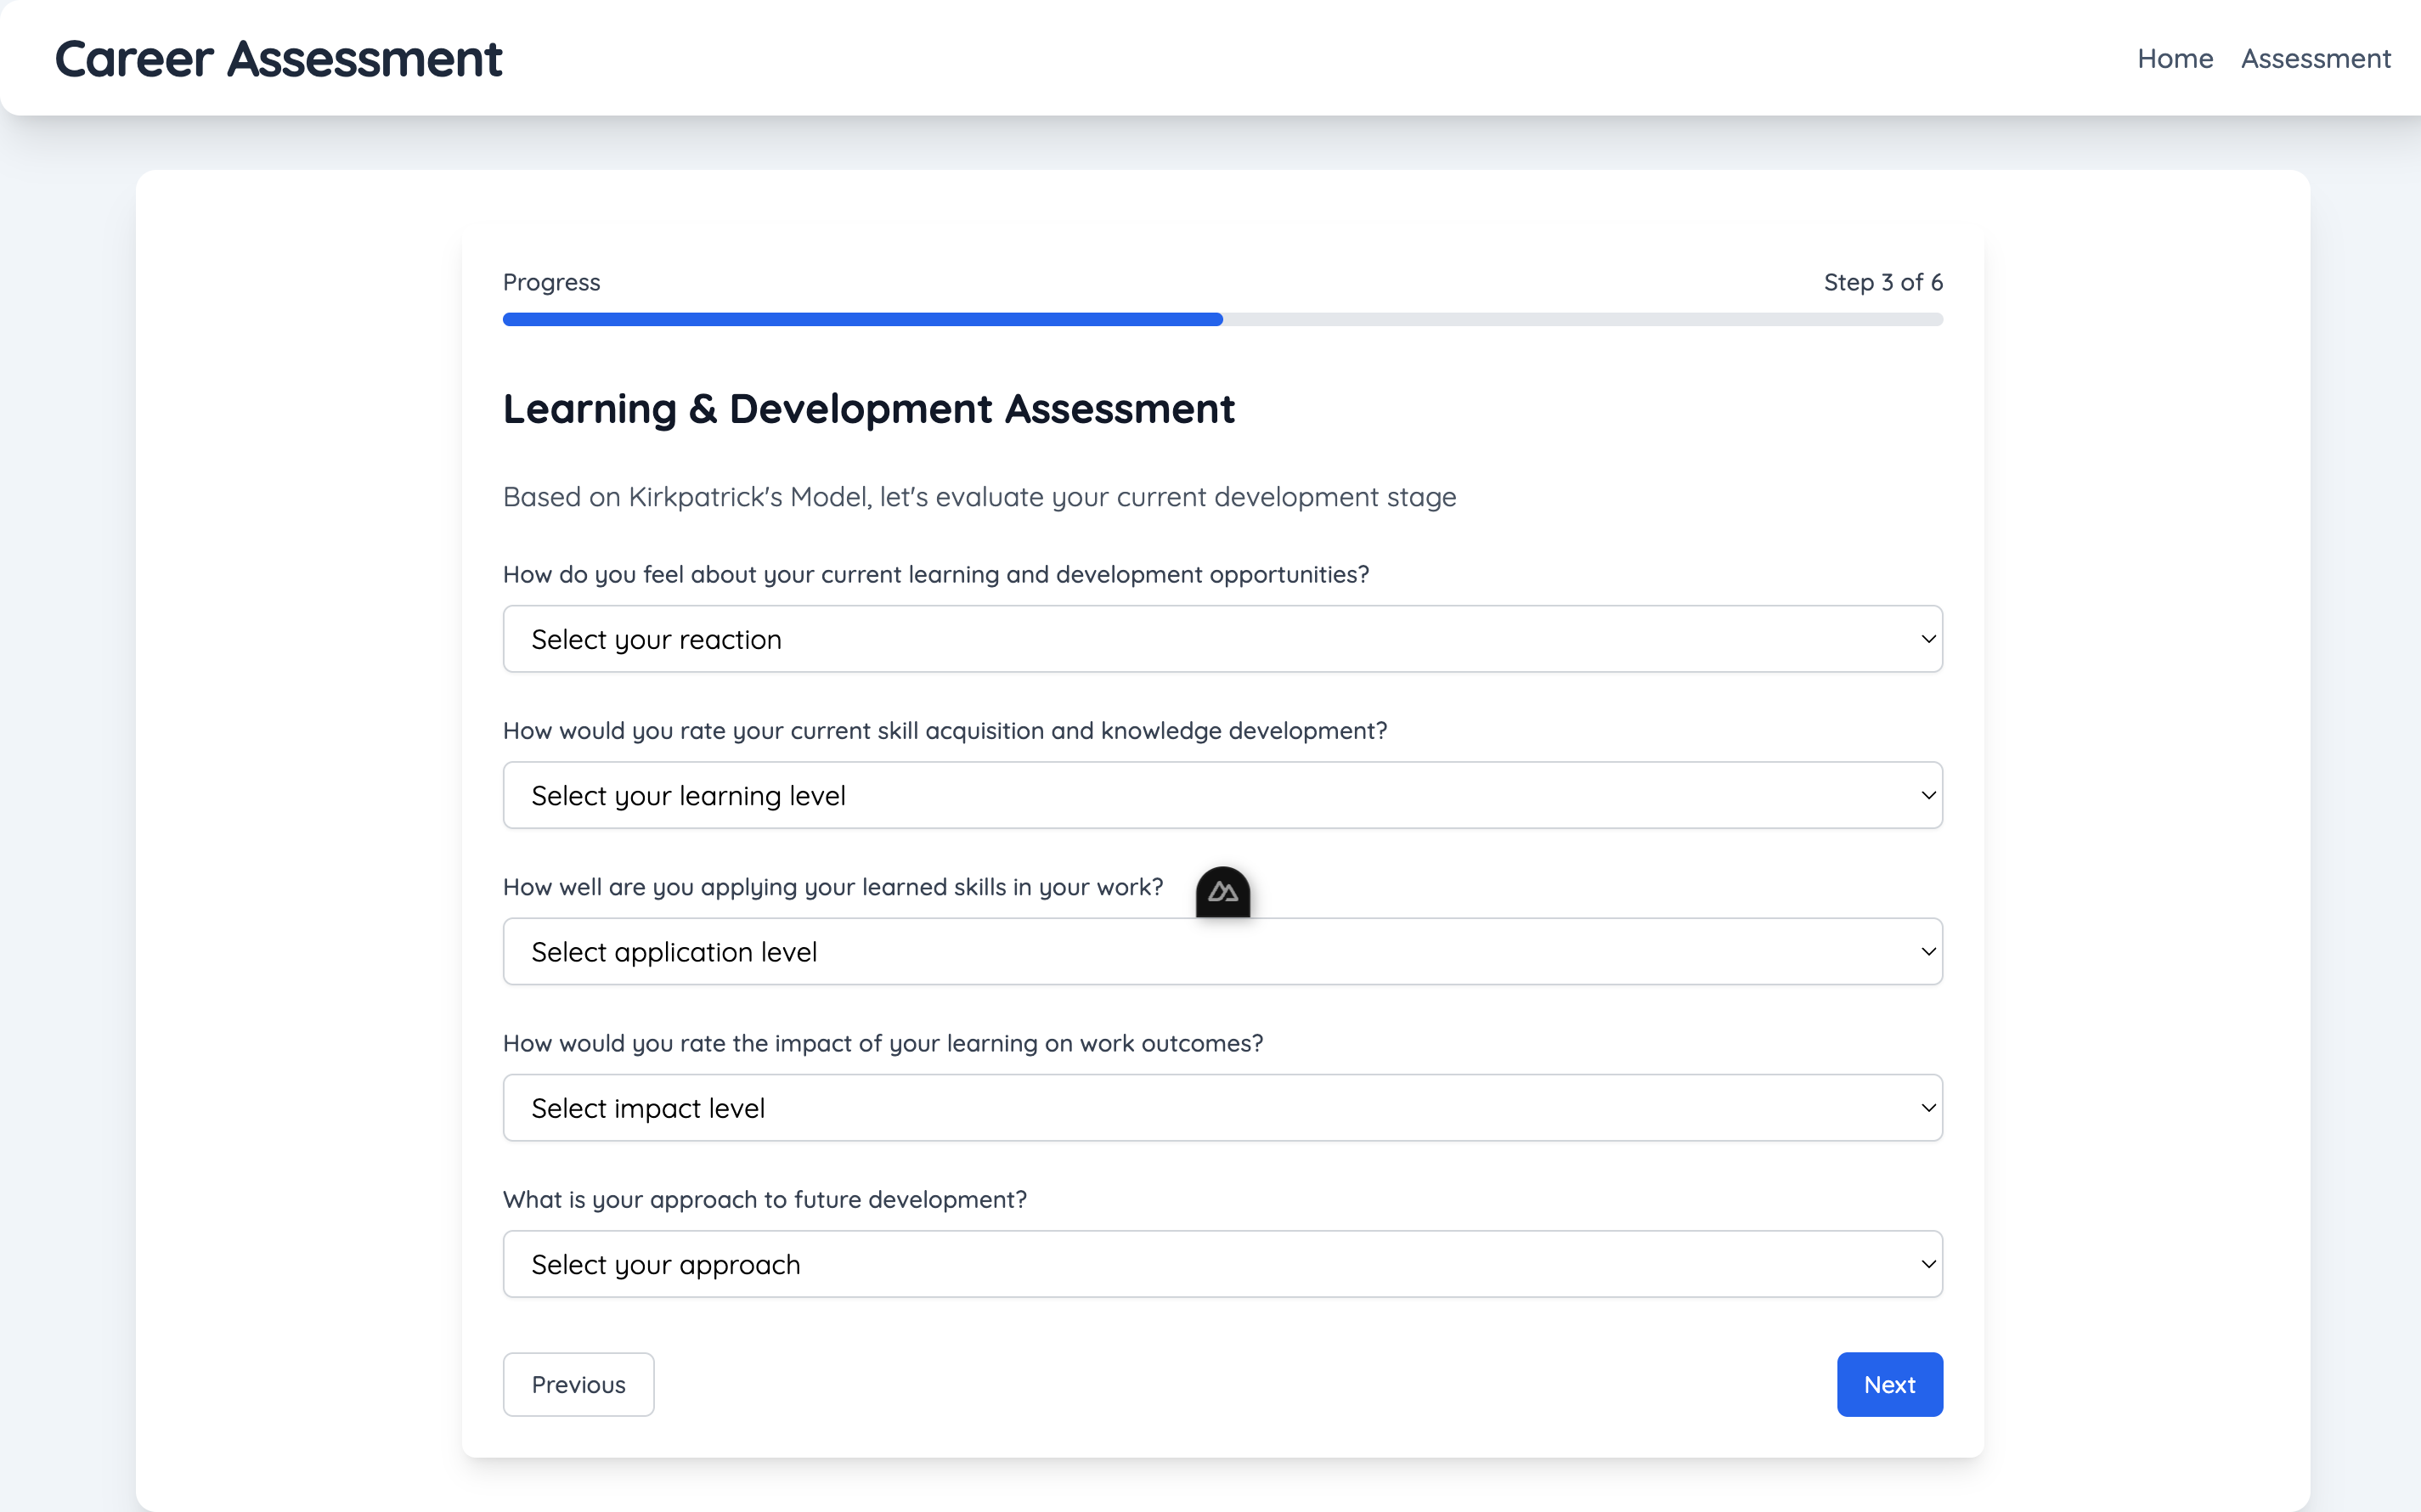 Career Assessment
Home Assessment
Progress
Step 3 of 6
Learning & Development Assessment
Based on Kirkpatrick's Model, let's evaluate your current development stage
How do you feel about your current learning and development opportunities?
Select your reaction
How would you rate your current skill acquisition and knowledge development?
Select your learning level
How well are you applying your learned skills in your work?
Select application level
How would you rate the impact of your learning on work outcomes?
Select impact level
What is your approach to future development?
Select your approach
Previous
Next